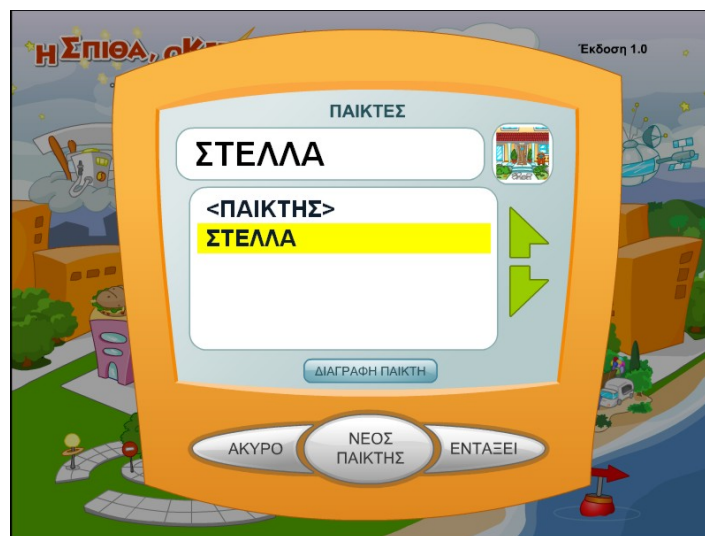 Η ΣΠΙΘΑ, ο
Έκδοση 1.0
ΠΑΙΚΤΕΣ
ΣΤΕΛΛΑ
<ΠΑΙΚΤΗΣ>
ΣΤΕΛΛΑ
ΔΙΑΓΡΑΦΗ ΠΑΙΚΤΗ
ΑΚΥΡΟ
ΝΕΟΣ
ΠΑΙΚΤΗΣ
ΕΝΤΑΞΕΙ